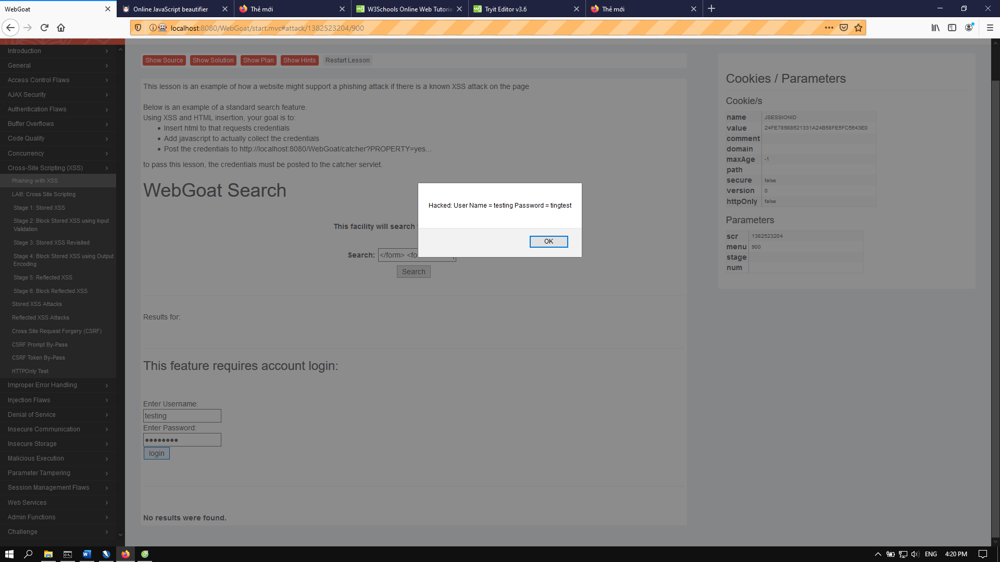 WebGoat
Online JavaScript beautifier
Thẻ mới
W3Schools Online Web Tutoria
Tryit Editor v3.6
Thẻ mới
localhost:8080/WebGoat/start.mvc#attack/1382523204/900
Introduction
General
Access Control Flaws
AJAX Security
Authentication Flaws
Buffer Overflows
Code Quality
Concurrency
Cross-Site Scripting (XSS)
Phishing with XSS
LAB: Cross Site Scripting
Stage 1: Stored XSS
Stage 2: Block Stored XSS using Input
Validation
Stage 3: Stored XSS Revisited
Stage 4: Block Stored XSS using Output
Encoding
Stage 5: Reflected XSS
Stage 6: Block Reflected XSS
Stored XSS Attacks
Reflected XSS Attacks
Cross Site Request Forgery (CSRF)
CSRF Prompt By-Pass
CSRF Token By-Pass
HTTPOnly Test
Improper Error Handling
Injection Flaws
Denial of Service
Insecure Communication
Insecure Storage
Malicious Execution
Parameter Tampering
Session Management Flaws
Web Services
Admin Functions
Challenge
Show Source
Show Solution
Show Plan
Show Hints
Restart Lesson
This lesson is an example of how a website might support a phishing attack if there is a known XSS attack on the page
Below is an example of a standard search feature.
Using XSS and HTML insertion, your goal is to:
• Insert html to that requests credentials
• Add javascript to actually collect the credentials
• Post the credentials to http://localhost:8080/WebGoat/catcher?PROPERTY=yes...
to pass this lesson, the credentials must be posted to the catcher servlet.
WebGoat Search
This facility will search
Search: </form> <fo
Search
Hacked: User Name = testing Password = tingtest
OK
Results for:
This feature requires account login:
Enter Username:
testing
Enter Password:
●●●●●●●●
login
No results were found.
Cookies / Parameters
Cookie/s
name JSESSIONID
value 24FE78988621331A24B58FE5FC5643E0
comment
domain
maxAge -1
path
secure false
version 0
httpOnly false
Parameters
scr 1382523204
menu 900
stage
num
ENG
4:20 PM